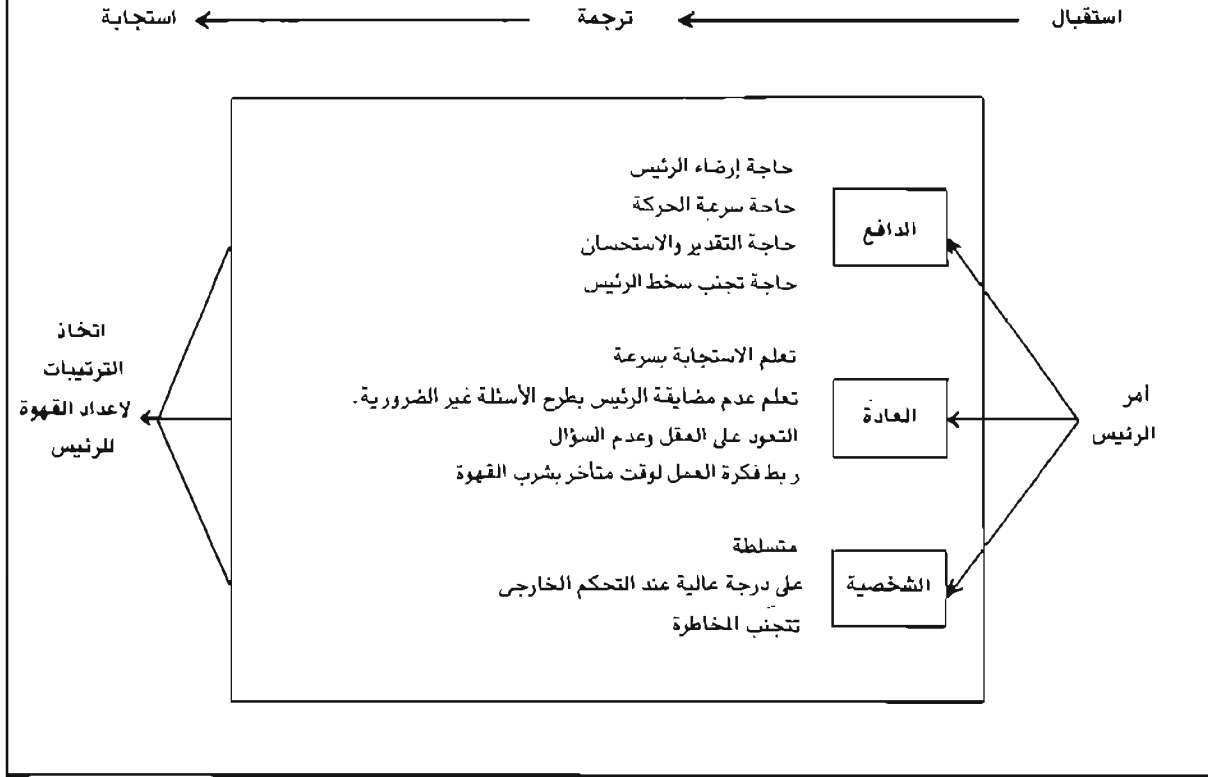 استقبال
ترجمة
استجابة
أمر
الرئيس
الدافع
حاجة إرضاء الرئيس
حاجة سرعة الحركة
حاجة التقدير والاستحسان
حاجة تجنب سخط الرئيس
العادة
تعلم الاستجابة بسرعة
تعلم عدم مضايقة الرئيس بطرح الأسئلة غير الضرورية.
التعود على العقل وعدم السؤال
ربط فكرة العمل لوقت متأخر بشرب القهوة
الشخصية
متسلطة
على درجة عالية عند التحكم الخارجى
تتجنب المخاطرة
اتخاذ
الترتيبات
لاعداد القهوة
للرئيس